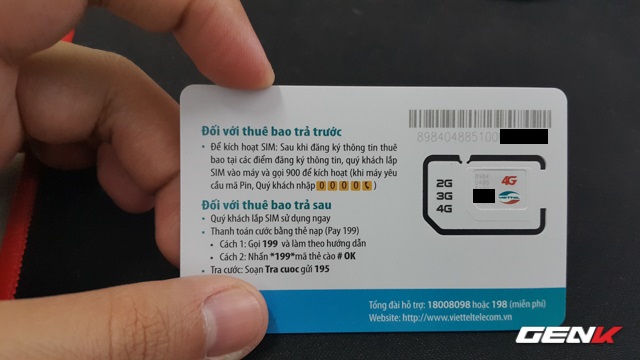 Đối với thuê bao trả trước
898404885100
• Để kích hoạt SIM: Sau khi đăng ký thông tin thuê
bao tại các điểm đăng ký thông tin, quý khách lắp
SIM vào máy và gọi 900 để kích hoạt (khi máy yêu
cầu mã Pin, Quý khách nhập 0 0 0 0 )
Đối với thuê bao trả sau
• Quý khách lắp SIM sử dụng ngay
• Thanh toán cước bằng thẻ nạp (Pay 199)
• Cách 1: Gọi 199 và làm theo hướng dẫn
• Cách 2: Nhấn *199*mã thẻ cào # OK
• Tra cước: Soạn Tra cuoc gửi 195
2G
3G
4G
4G
viettel
Tổng đài hỗ trợ: 18008098 hoặc 198 (miễn phí)
Website: http://www.vietteltelecom.vn
GENK